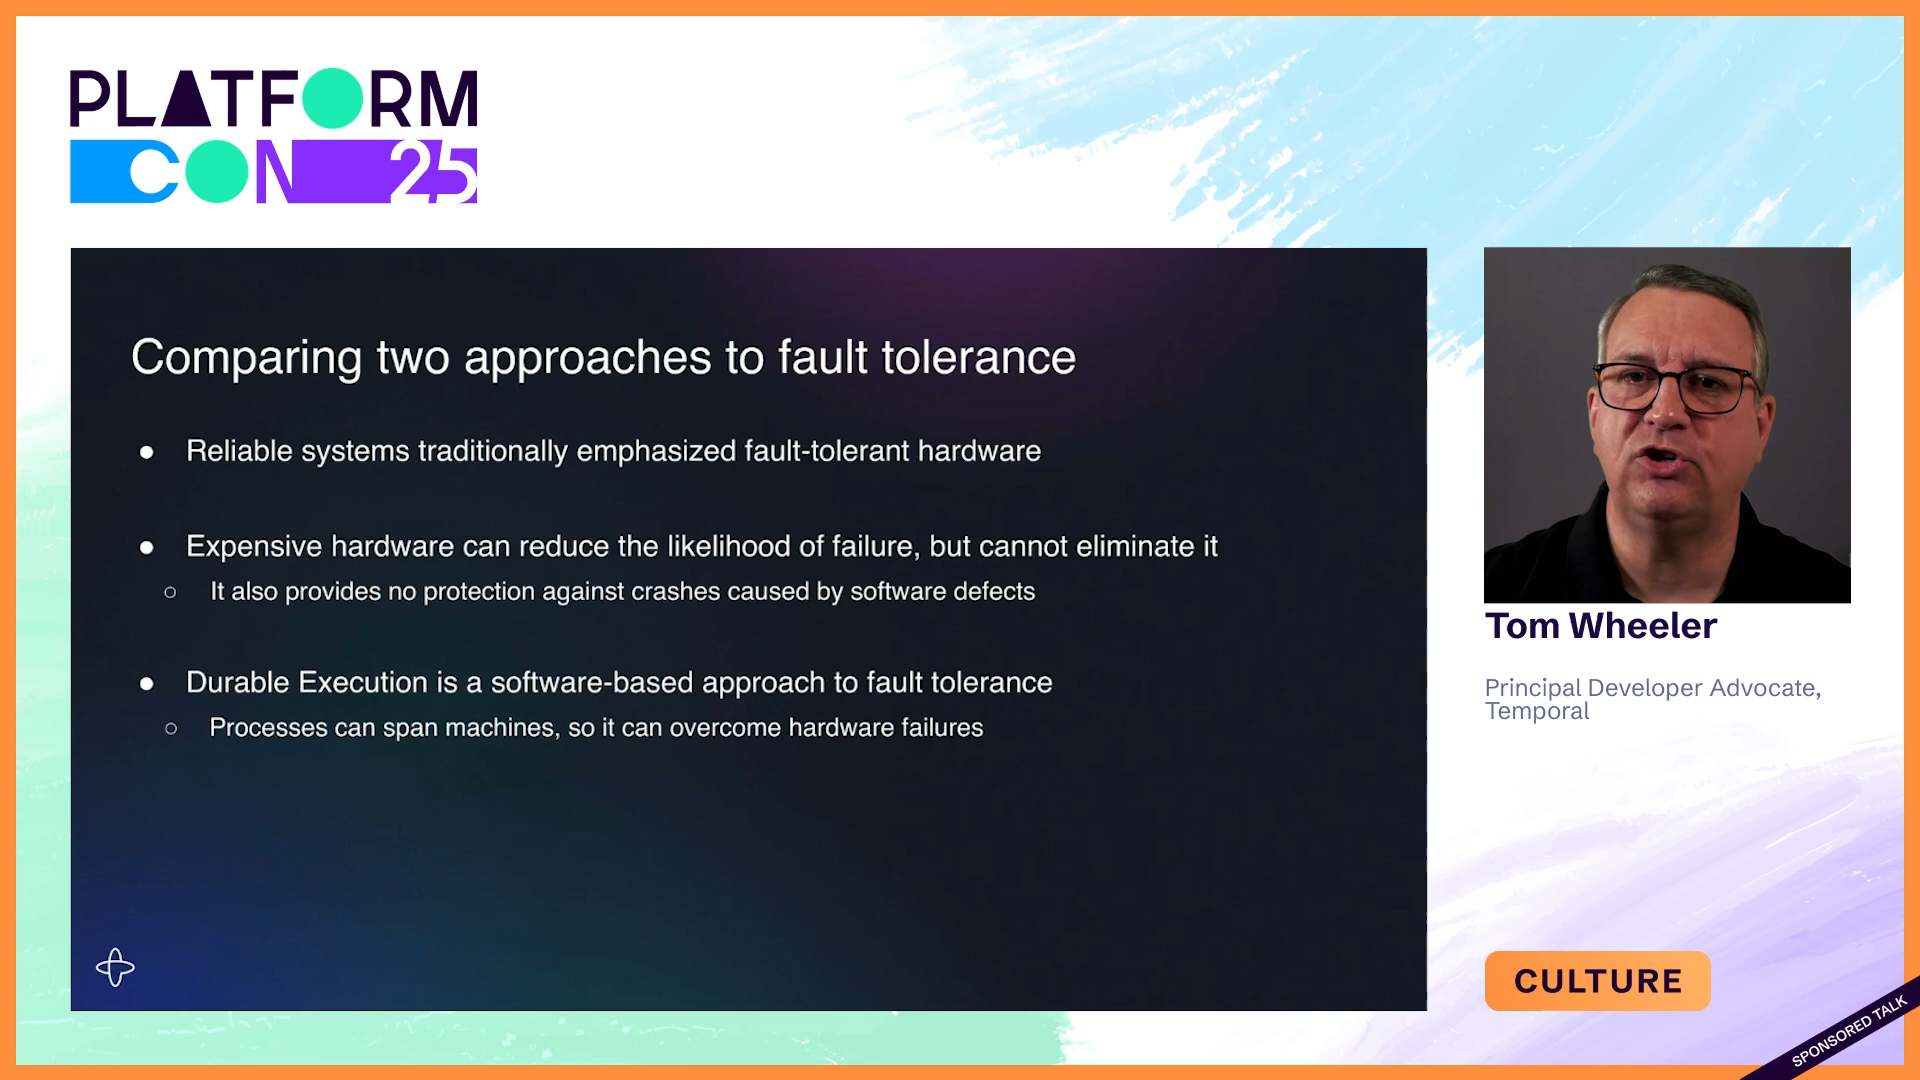 PLATFORM
CON 25
Comparing two approaches to fault tolerance
● Reliable systems traditionally emphasized fault-tolerant hardware
● Expensive hardware can reduce the likelihood of failure, but cannot eliminate it
○ It also provides no protection against crashes caused by software defects
● Durable Execution is a software-based approach to fault tolerance
○ Processes can span machines, so it can overcome hardware failures
Tom Wheeler
Principal Developer Advocate,
Temporal
CULTURE
SPONSORED TALK